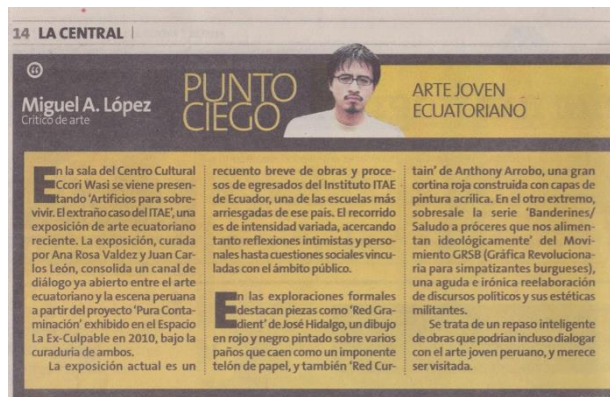 14 LA CENTRAL
Miguel A. López
Crítico de arte
PUNTO
CIEGO
ARTE JOVEN
ECUATORIANO
En la sala del Centro Cultural
Ccori Wasi se viene presen-
tando 'Artificios para sobre-
vivir. El extraño caso del ITAE', una
exposición de arte ecuatoriano
reciente. La exposición, curada
por Ana Rosa Valdez y Juan Car-
los León, consolida un canal de
diálogo ya abierto entre el arte
ecuatoriano y la escena peruana
a partir del proyecto 'Pura Conta-
minación' exhibido en el Espacio
La Ex-Culpable en 2010, bajo la
curaduría de ambos.
La exposición actual es un
recuento breve de obras y proce-
sos de egresados del Instituto ITAE
de Ecuador, una de las escuelas más
arriesgadas de ese país. El recorrido
es de intensidad variada, acercando
tanto reflexiones intimistas y perso-
nales hasta cuestiones sociales vincu-
ladas con el ámbito público.
En las exploraciones formales
destacan piezas como 'Red Gra-
dient' de José Hidalgo, un dibujo
en rojo y negro pintado sobre varios
paños que caen como un imponente
telón de papel, y también 'Red Cur-
tain' de Anthony Arrobo, una gran
cortina roja construida con capas de
pintura acrílica. En el otro extremo,
sobresale la serie 'Banderines/
Saludo a próceres que nos alimen-
tan ideológicamente' del Movi-
miento GRSB (Gráfica Revoluciona-
ria para simpatizantes burgueses),
una aguda e irónica reelaboración
de discursos políticos y sus estéticas
militantes.
Se trata de un repaso inteligente
de obras que podrían incluso dialogar
con el arte joven peruano, y merece
ser visitada.